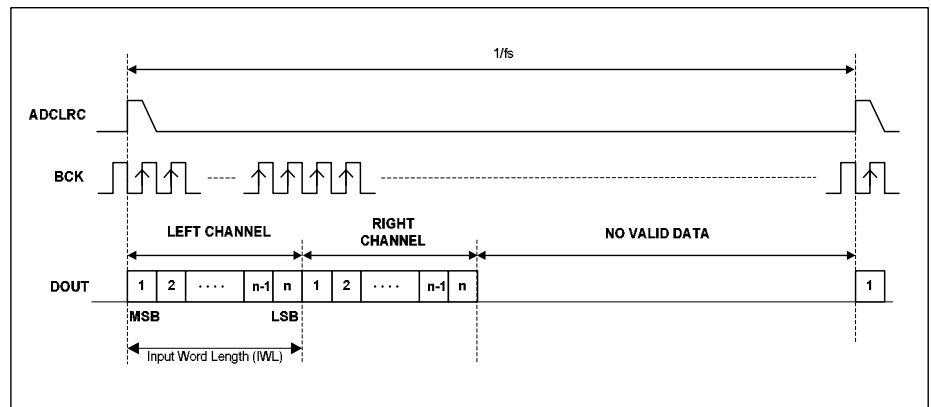 1/fs
ADCLRC
BCK
LEFT CHANNEL
RIGHT
CHANNEL
NO VALID DATA
DOUT
1 2 .... n-1 n 1 2 .... n-1 n 1
MSB LSB
Input Word Length (IWL)